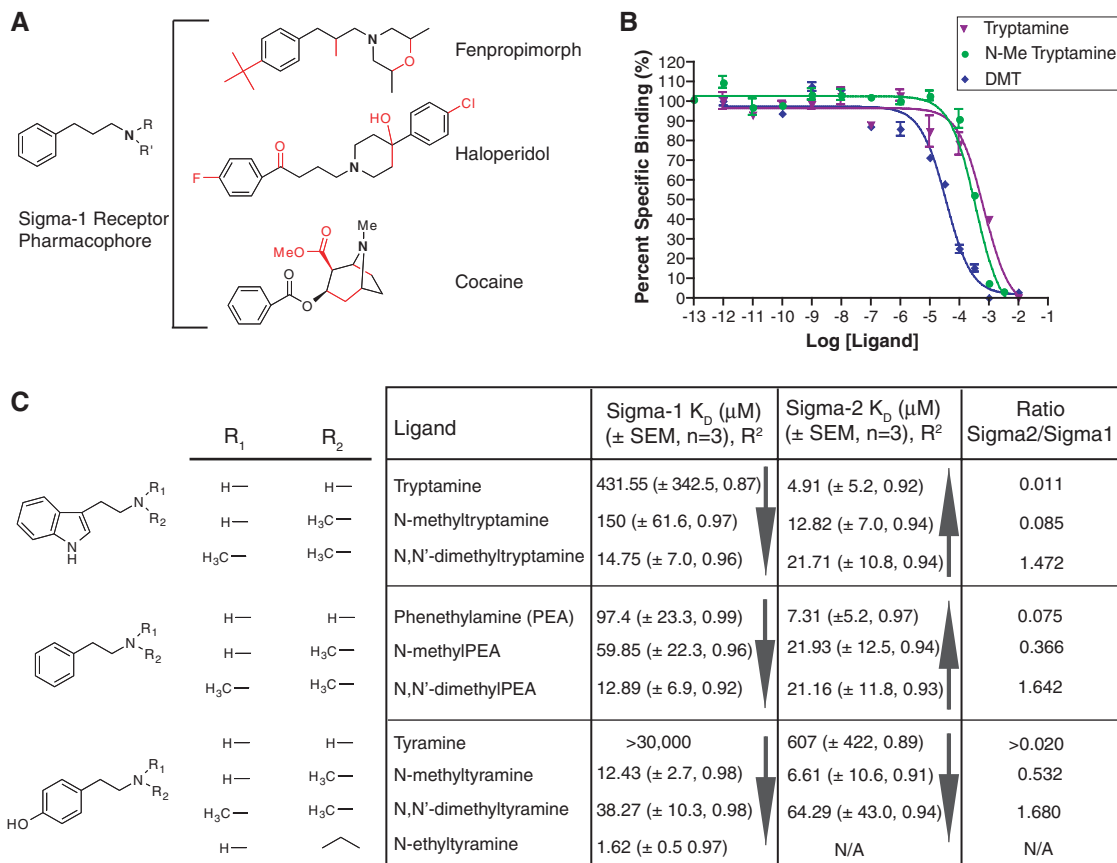 A
Sigma-1 Receptor
Pharmacophore
N
R
R'
Fenpropimorph
N
O
Haloperidol
F
O
N
HO
Cl
Cocaine
MeO
O
N
Me
O
O
B
Tryptamine
N-Me Tryptamine
DMT
Percent Specific Binding (%)
120
110
100
90
80
70
60
50
40
30
20
10
0
-13 -12 -11 -10 -9 -8 -7 -6 -5 -4 -3 -2 -1
Log [Ligand]
C
R1 R2 Ligand Sigma-1 KD (μM) (± SEM, n=3), R2 Sigma-2 KD (μM) (± SEM, n=3), R2 Ratio Sigma2/Sigma1
N R1
R2
N
H
H— H— Tryptamine 431.55 (± 342.5, 0.87) 4.91 (± 5.2, 0.92) 0.011
H— H3C— N-methyltryptamine 150 (± 61.6, 0.97) 12.82 (± 7.0, 0.94) 0.085
H3C— H3C— N,N'-dimethyltryptamine 14.75 (± 7.0, 0.96) 21.71 (± 10.8, 0.94) 1.472
N R1
R2
H— H— Phenethylamine (PEA) 97.4 (± 23.3, 0.99) 7.31 (±5.2, 0.97) 0.075
H— H3C— N-methylPEA 59.85 (± 22.3, 0.96) 21.93 (± 12.5, 0.94) 0.366
H3C— H3C— N,N'-dimethylPEA 12.89 (± 6.9, 0.92) 21.16 (± 11.8, 0.93) 1.642
N R1
R2
HO
H— H— Tyramine >30,000 607 (± 422, 0.89) >0.020
H— H3C— N-methyltyramine 12.43 (± 2.7, 0.98) 6.61 (± 10.6, 0.91) 0.532
H3C— H3C— N,N'-dimethyltyramine 38.27 (± 10.3, 0.98) 64.29 (± 43.0, 0.94) 1.680
H— N-ethyltyramine 1.62 (± 0.5 0.97) N/A N/A